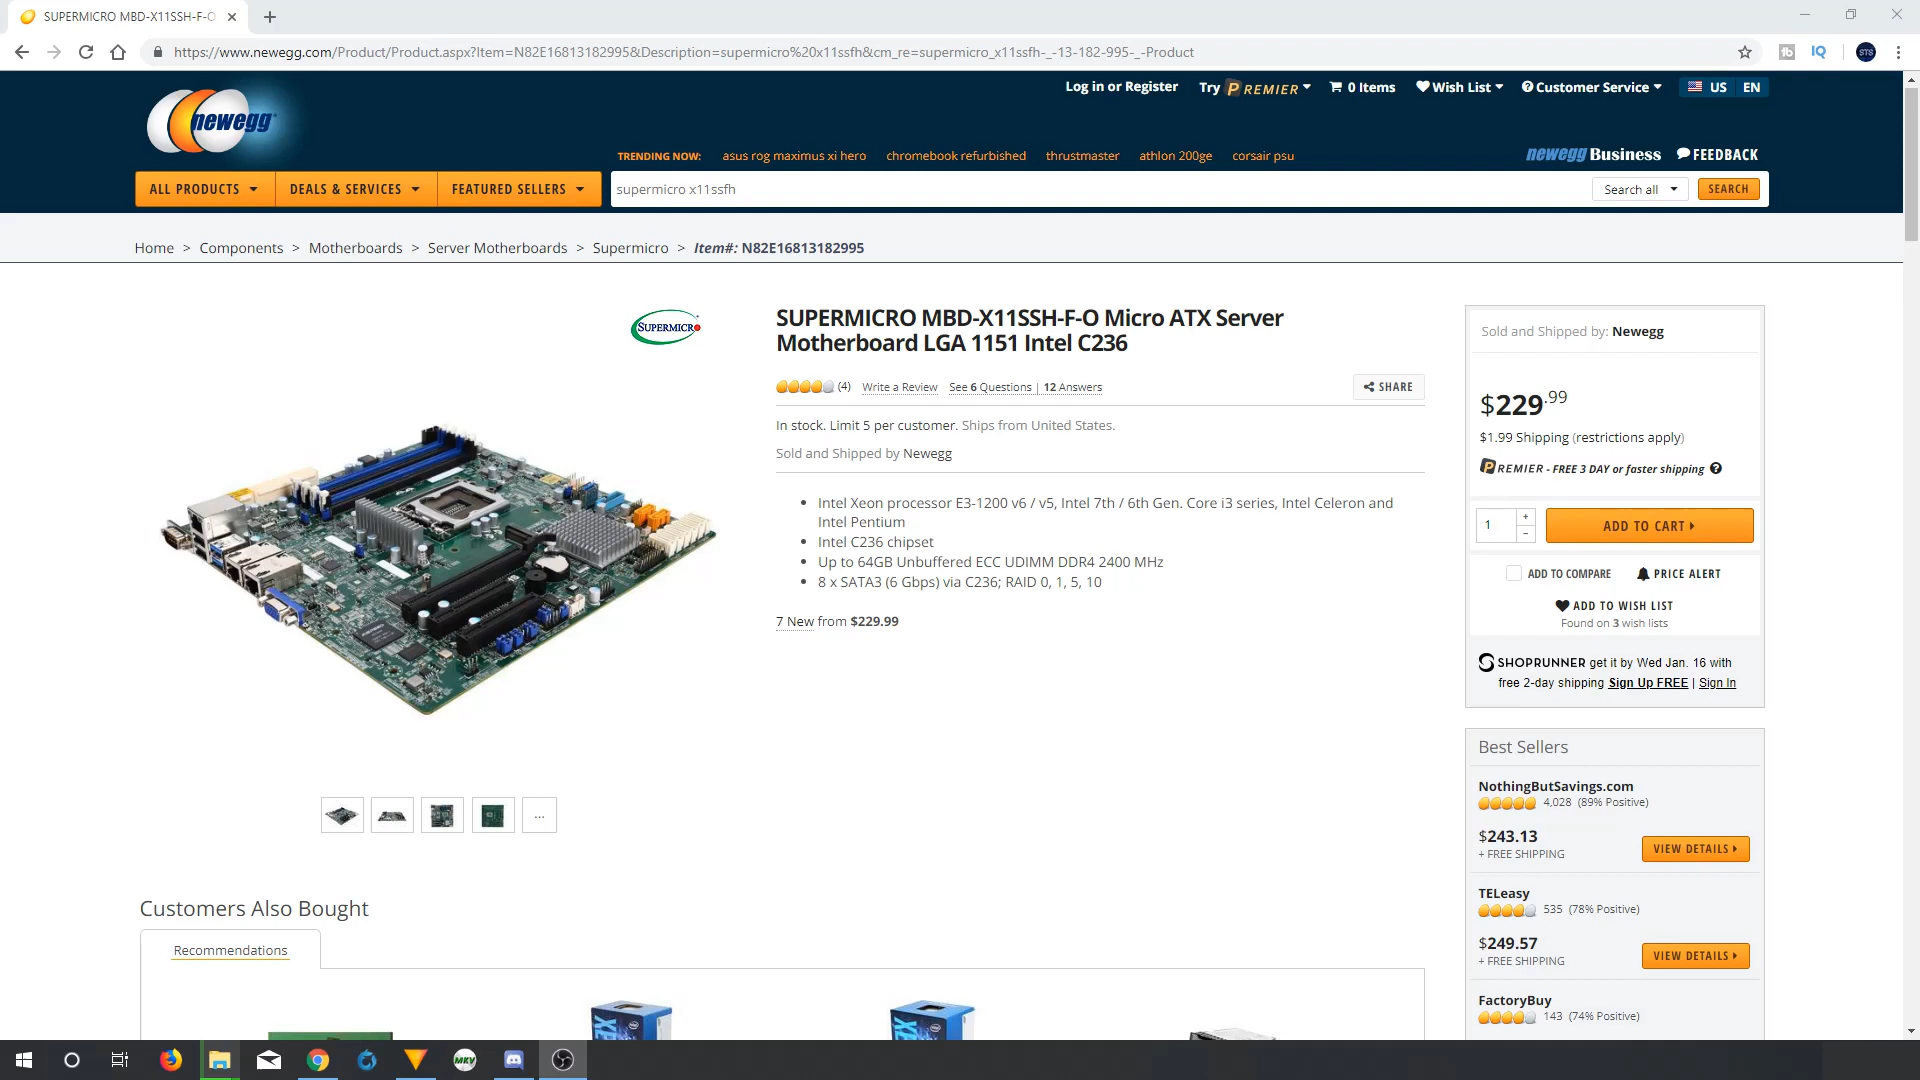 SUPERMICRO MBD-X11SSH-F-O
https://www.newegg.com/Product/Product.aspx?Item=N82E16813182995&Description=supermicro%20x11ssfh&cm_re=supermicro_x11ssfh-_-13-182-995-_-Product
newegg
Log in or Register Try PREMIER 0 Items Wish List Customer Service US EN
TRENDING NOW: asus rog maximus xi hero chromebook refurbished thrustmaster athlon 200ge corsair psu
newegg Business FEEDBACK
ALL PRODUCTS DEALS & SERVICES FEATURED SELLERS supermicro x11ssfh Search all SEARCH
Home > Components > Motherboards > Server Motherboards > Supermicro > Item#: N82E16813182995
SUPERMICRO
SUPERMICRO MBD-X11SSH-F-O Micro ATX Server
Motherboard LGA 1151 Intel C236
(4) Write a Review See 6 Questions | 12 Answers SHARE
In stock. Limit 5 per customer. Ships from United States.
Sold and Shipped by Newegg
• Intel Xeon processor E3-1200 v6 / v5, Intel 7th / 6th Gen. Core i3 series, Intel Celeron and
Intel Pentium
• Intel C236 chipset
• Up to 64GB Unbuffered ECC UDIMM DDR4 2400 MHz
• 8 x SATA3 (6 Gbps) via C236; RAID 0, 1, 5, 10
7 New from $229.99
Sold and Shipped by: Newegg
$229.99
$1.99 Shipping (restrictions apply)
PREMIER - FREE 3 DAY or faster shipping ?
1 + - ADD TO CART
ADD TO COMPARE PRICE ALERT
ADD TO WISH LIST
Found on 3 wish lists
SHOPRUNNER get it by Wed Jan. 16 with
free 2-day shipping Sign Up FREE | Sign In
Best Sellers
NothingButSavings.com
4,028 (89% Positive)
$243.13
+ FREE SHIPPING
VIEW DETAILS
TELeasy
535 (78% Positive)
$249.57
+ FREE SHIPPING
VIEW DETAILS
FactoryBuy
143 (74% Positive)
...
Customers Also Bought
Recommendations
XE
XE
MKV